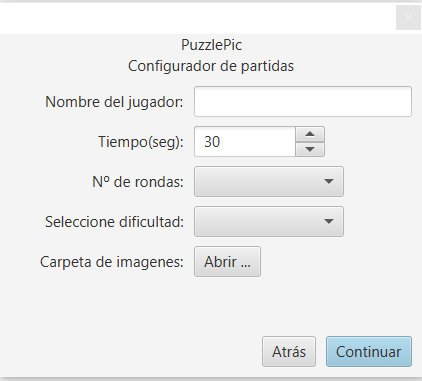 PuzzlePic
Configurador de partidas
Nombre del jugador:
Tiempo(seg): 30
Nº de rondas:
Seleccione dificultad:
Carpeta de imagenes: Abrir ...
Atrás Continuar